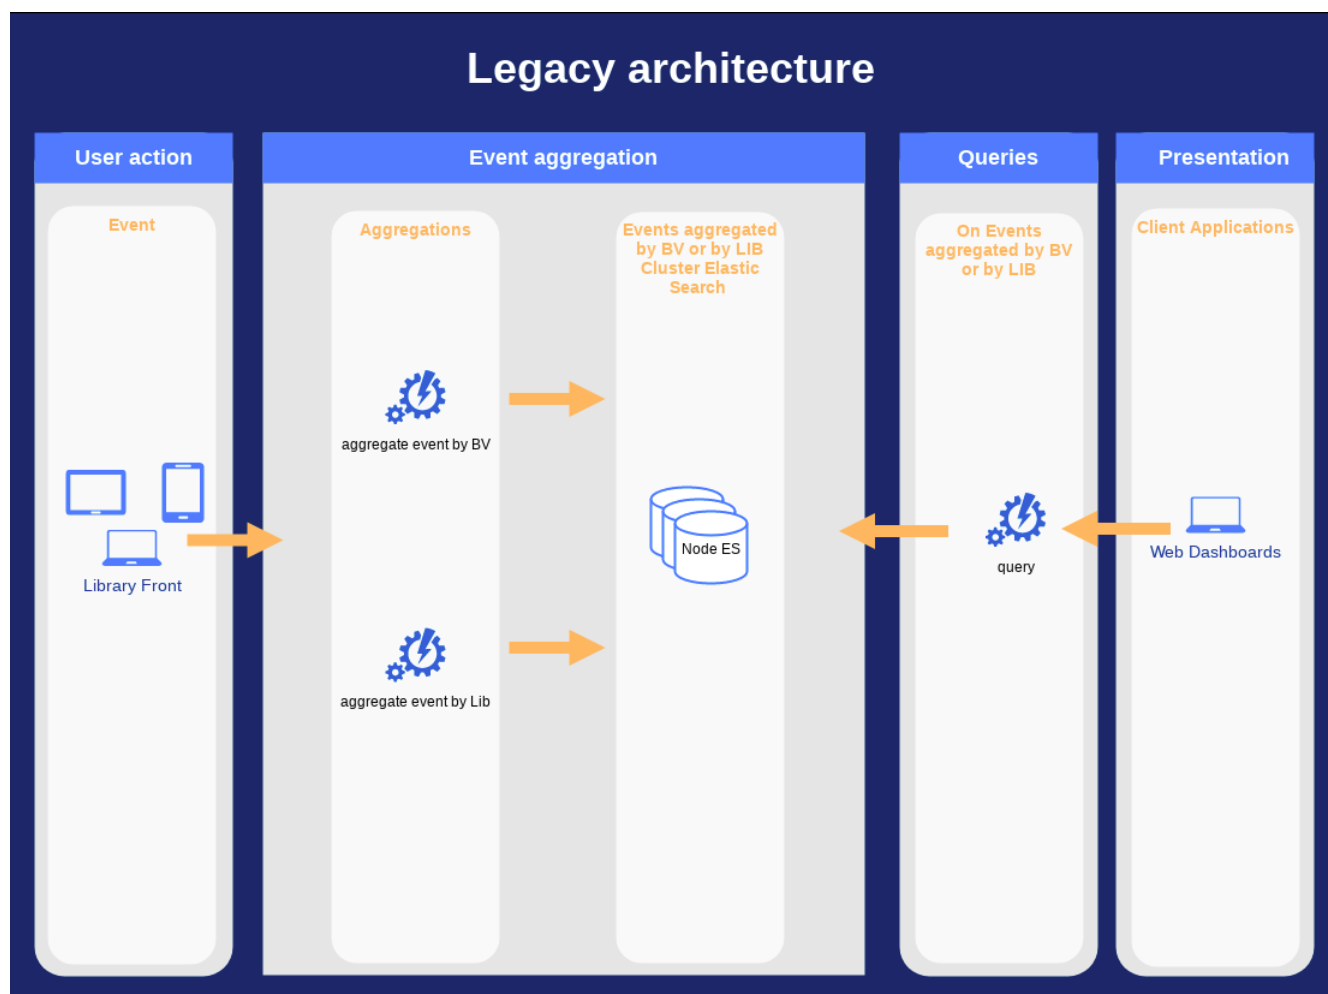 Legacy architecture
User action
Event aggregation
Queries
Presentation
Event
Aggregations
Events aggregated
by BV or by LIB
Cluster Elastic
Search
On Events
aggregated by BV
or by LIB
Client Applications
aggregate event by BV
Library Front
Node ES
query
Web Dashboards
aggregate event by Lib